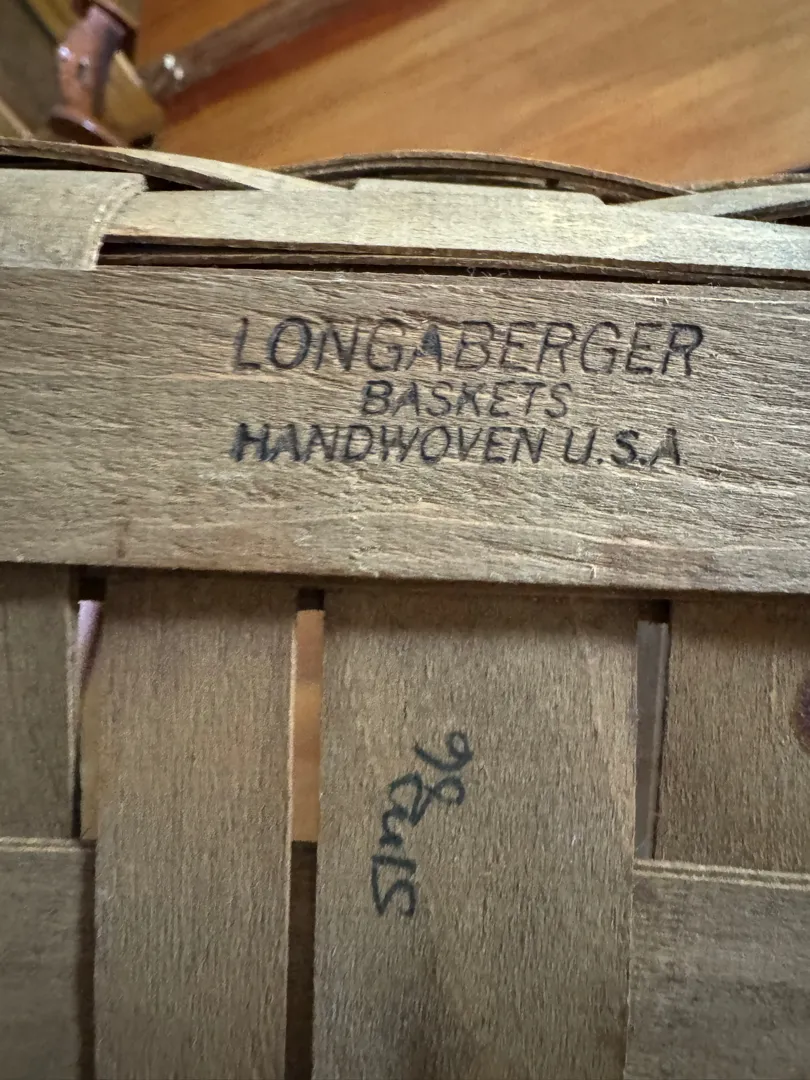 LONGABERGER
BASKETS
HANDWOVEN U.S.A
98